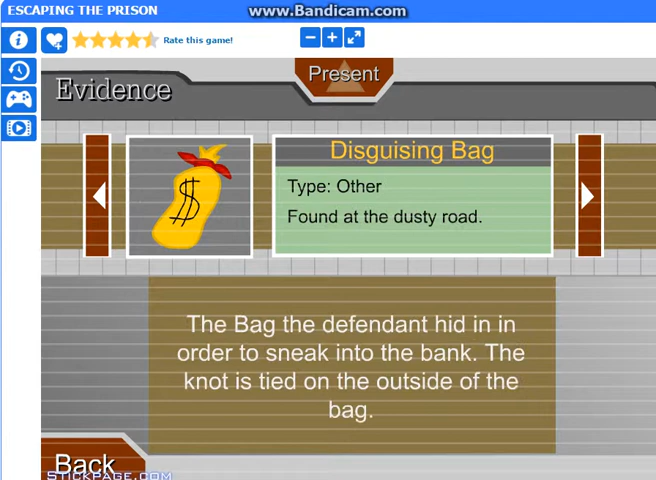 ESCAPING THE PRISON
www.Bandicam.com
Rate this game!
Present
Evidence
Disguising Bag
Type: Other
Found at the dusty road.
The Bag the defendant hid in in
order to sneak into the bank. The
knot is tied on the outside of the
bag.
Back
STICKPAGE.COM